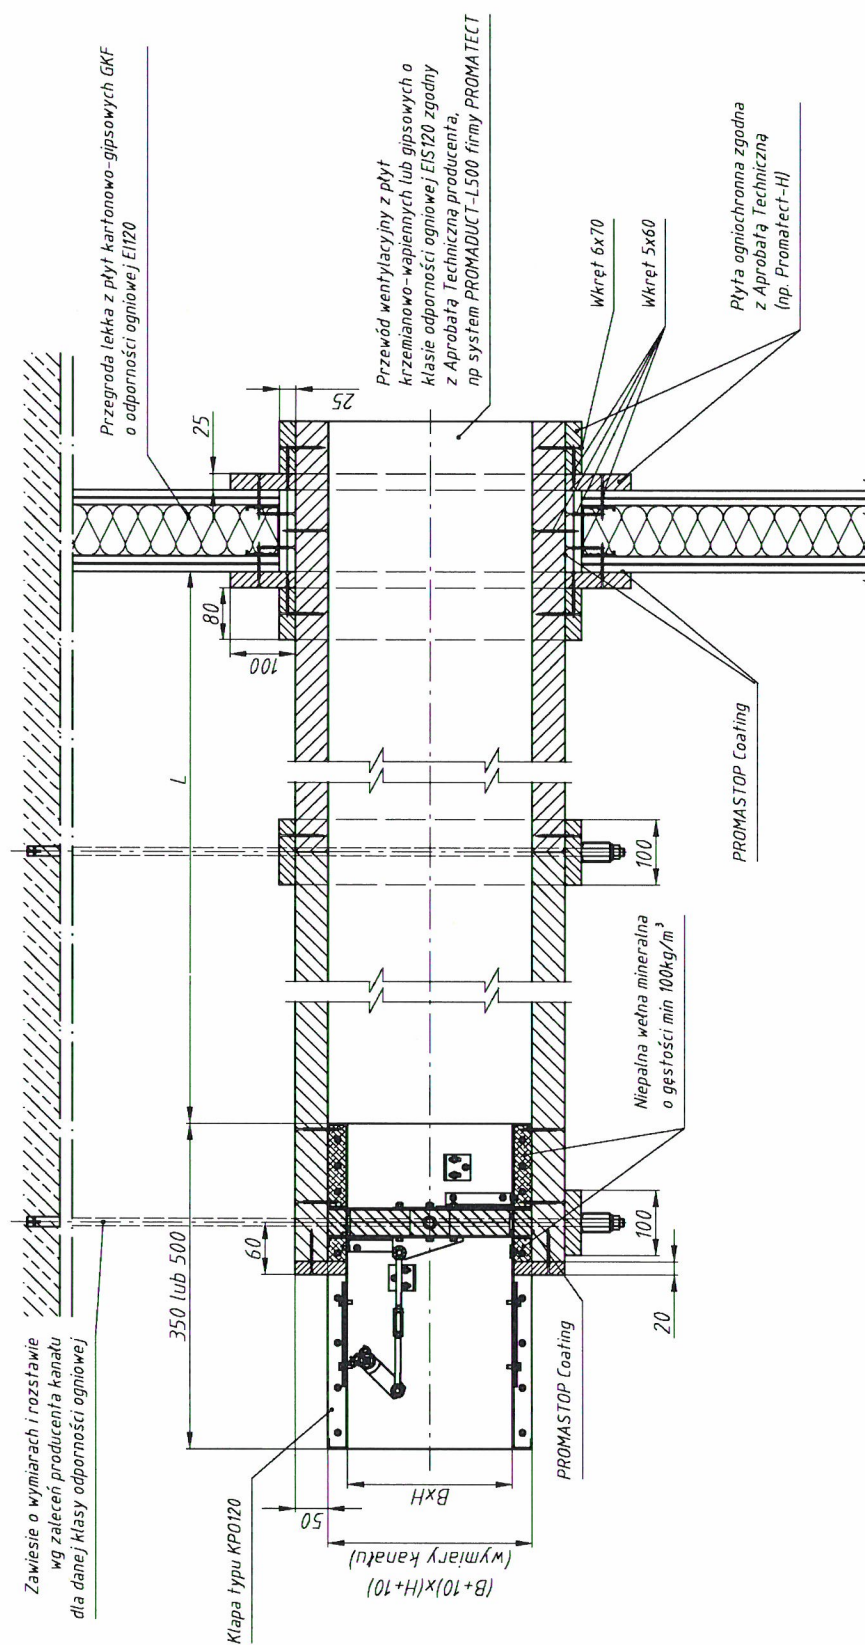 Zawiesie o wymiarach i rozstawie
wg zaleceń producenta kanału
dla danej klasy odporności ogniowej
Przegroda lekka z płyt kartonowo-gipsowych GKF
o odporności ogniowej EI120
350 lub 500
L
60
80
100
25
25
Klapa typu KPO120
50
BxH
(B+10)x(H+10)
(wymiary kanału)
Przewód wentylacyjny z płyt
krzemianowo-wapiennych lub gipsowych o
klasie odporności ogniowej EIS120 zgodny
z Aprobatą Techniczną producenta,
np system PROMADUCT-L500 firmy PROMATECT
20
100
100
PROMASTOP Coating
Niepalna wełna mineralna
o gęstości min 100kg/m³
PROMASTOP Coating
Wkręt 6x70
Wkręt 5x60
Płyta ogniochronna zgodna
z Aprobatą Techniczną
(np. Promatect-H)